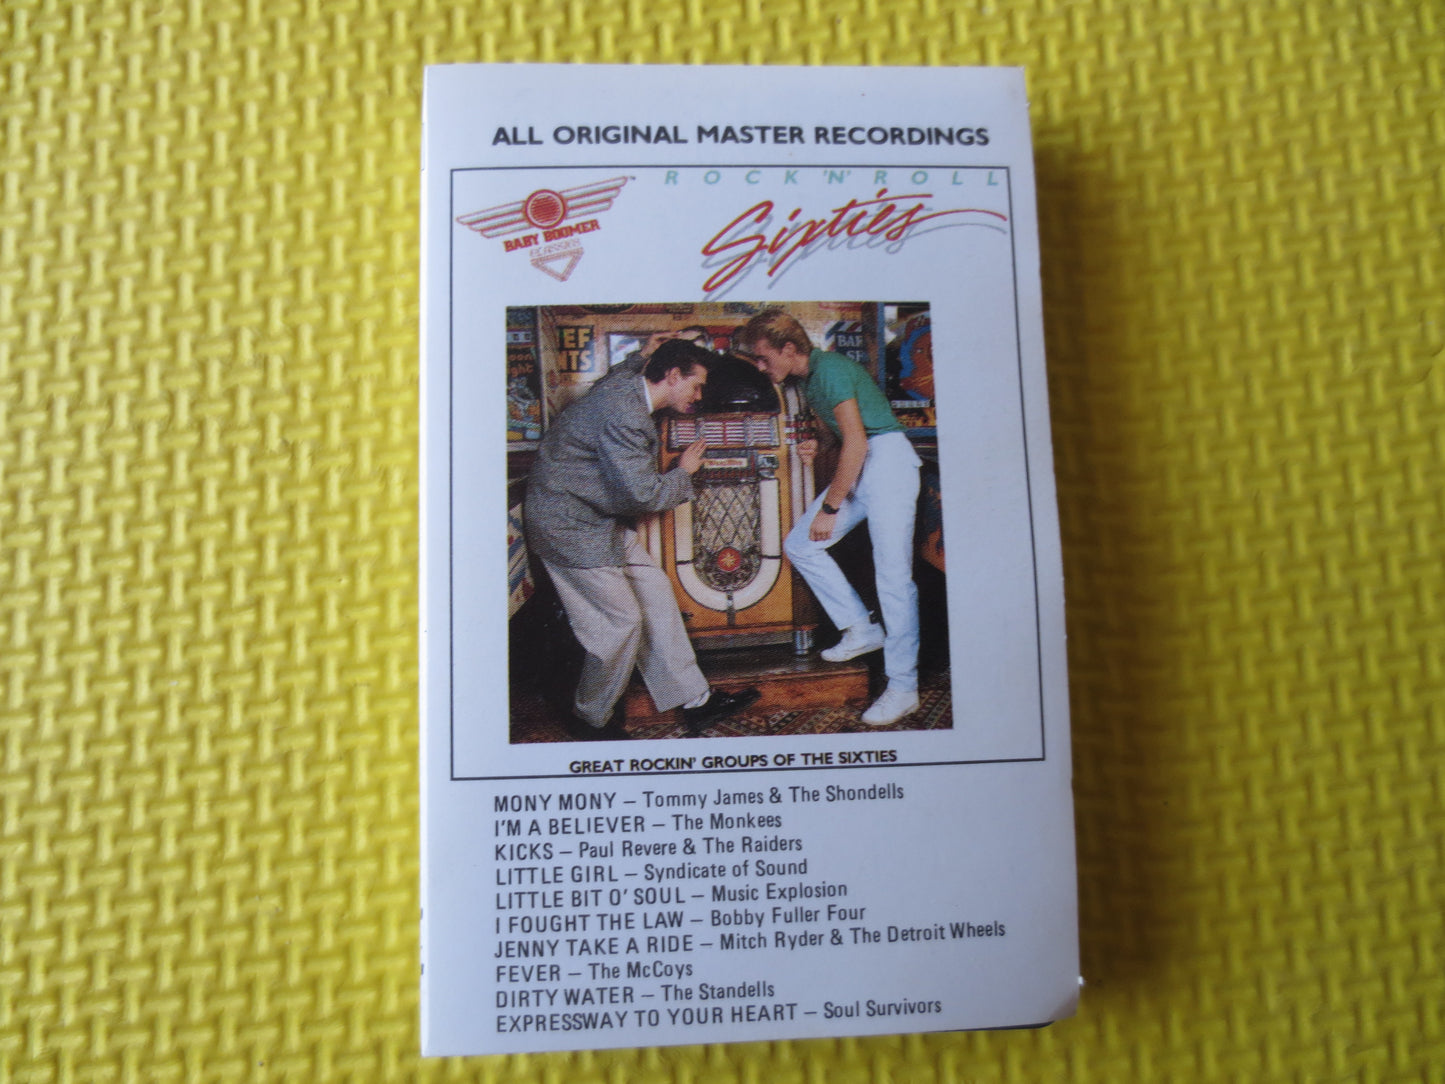 ALL ORIGINAL MASTER RECORDINGS
ROCK 'N' ROLL
Sixties
BABY BOOMER
CLASSICS
GREAT ROCKIN' GROUPS OF THE SIXTIES
MONY MONY – Tommy James & The Shondells
I'M A BELIEVER – The Monkees
KICKS – Paul Revere & The Raiders
LITTLE GIRL – Syndicate of Sound
LITTLE BIT O' SOUL – Music Explosion
I FOUGHT THE LAW – Bobby Fuller Four
JENNY TAKE A RIDE – Mitch Ryder & The Detroit Wheels
FEVER – The McCoys
DIRTY WATER – The Standells
EXPRESSWAY TO YOUR HEART – Soul Survivors